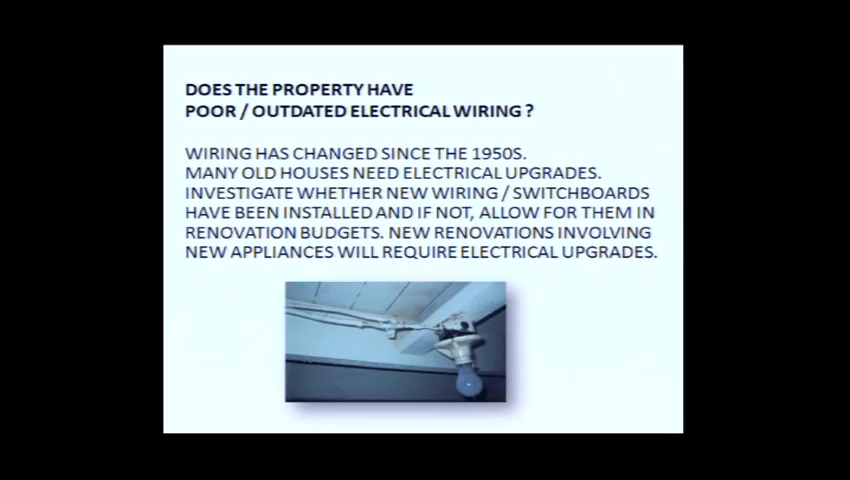 DOES THE PROPERTY HAVE
POOR / OUTDATED ELECTRICAL WIRING ?
WIRING HAS CHANGED SINCE THE 1950S.
MANY OLD HOUSES NEED ELECTRICAL UPGRADES.
INVESTIGATE WHETHER NEW WIRING / SWITCHBOARDS
HAVE BEEN INSTALLED AND IF NOT, ALLOW FOR THEM IN
RENOVATION BUDGETS. NEW RENOVATIONS INVOLVING
NEW APPLIANCES WILL REQUIRE ELECTRICAL UPGRADES.